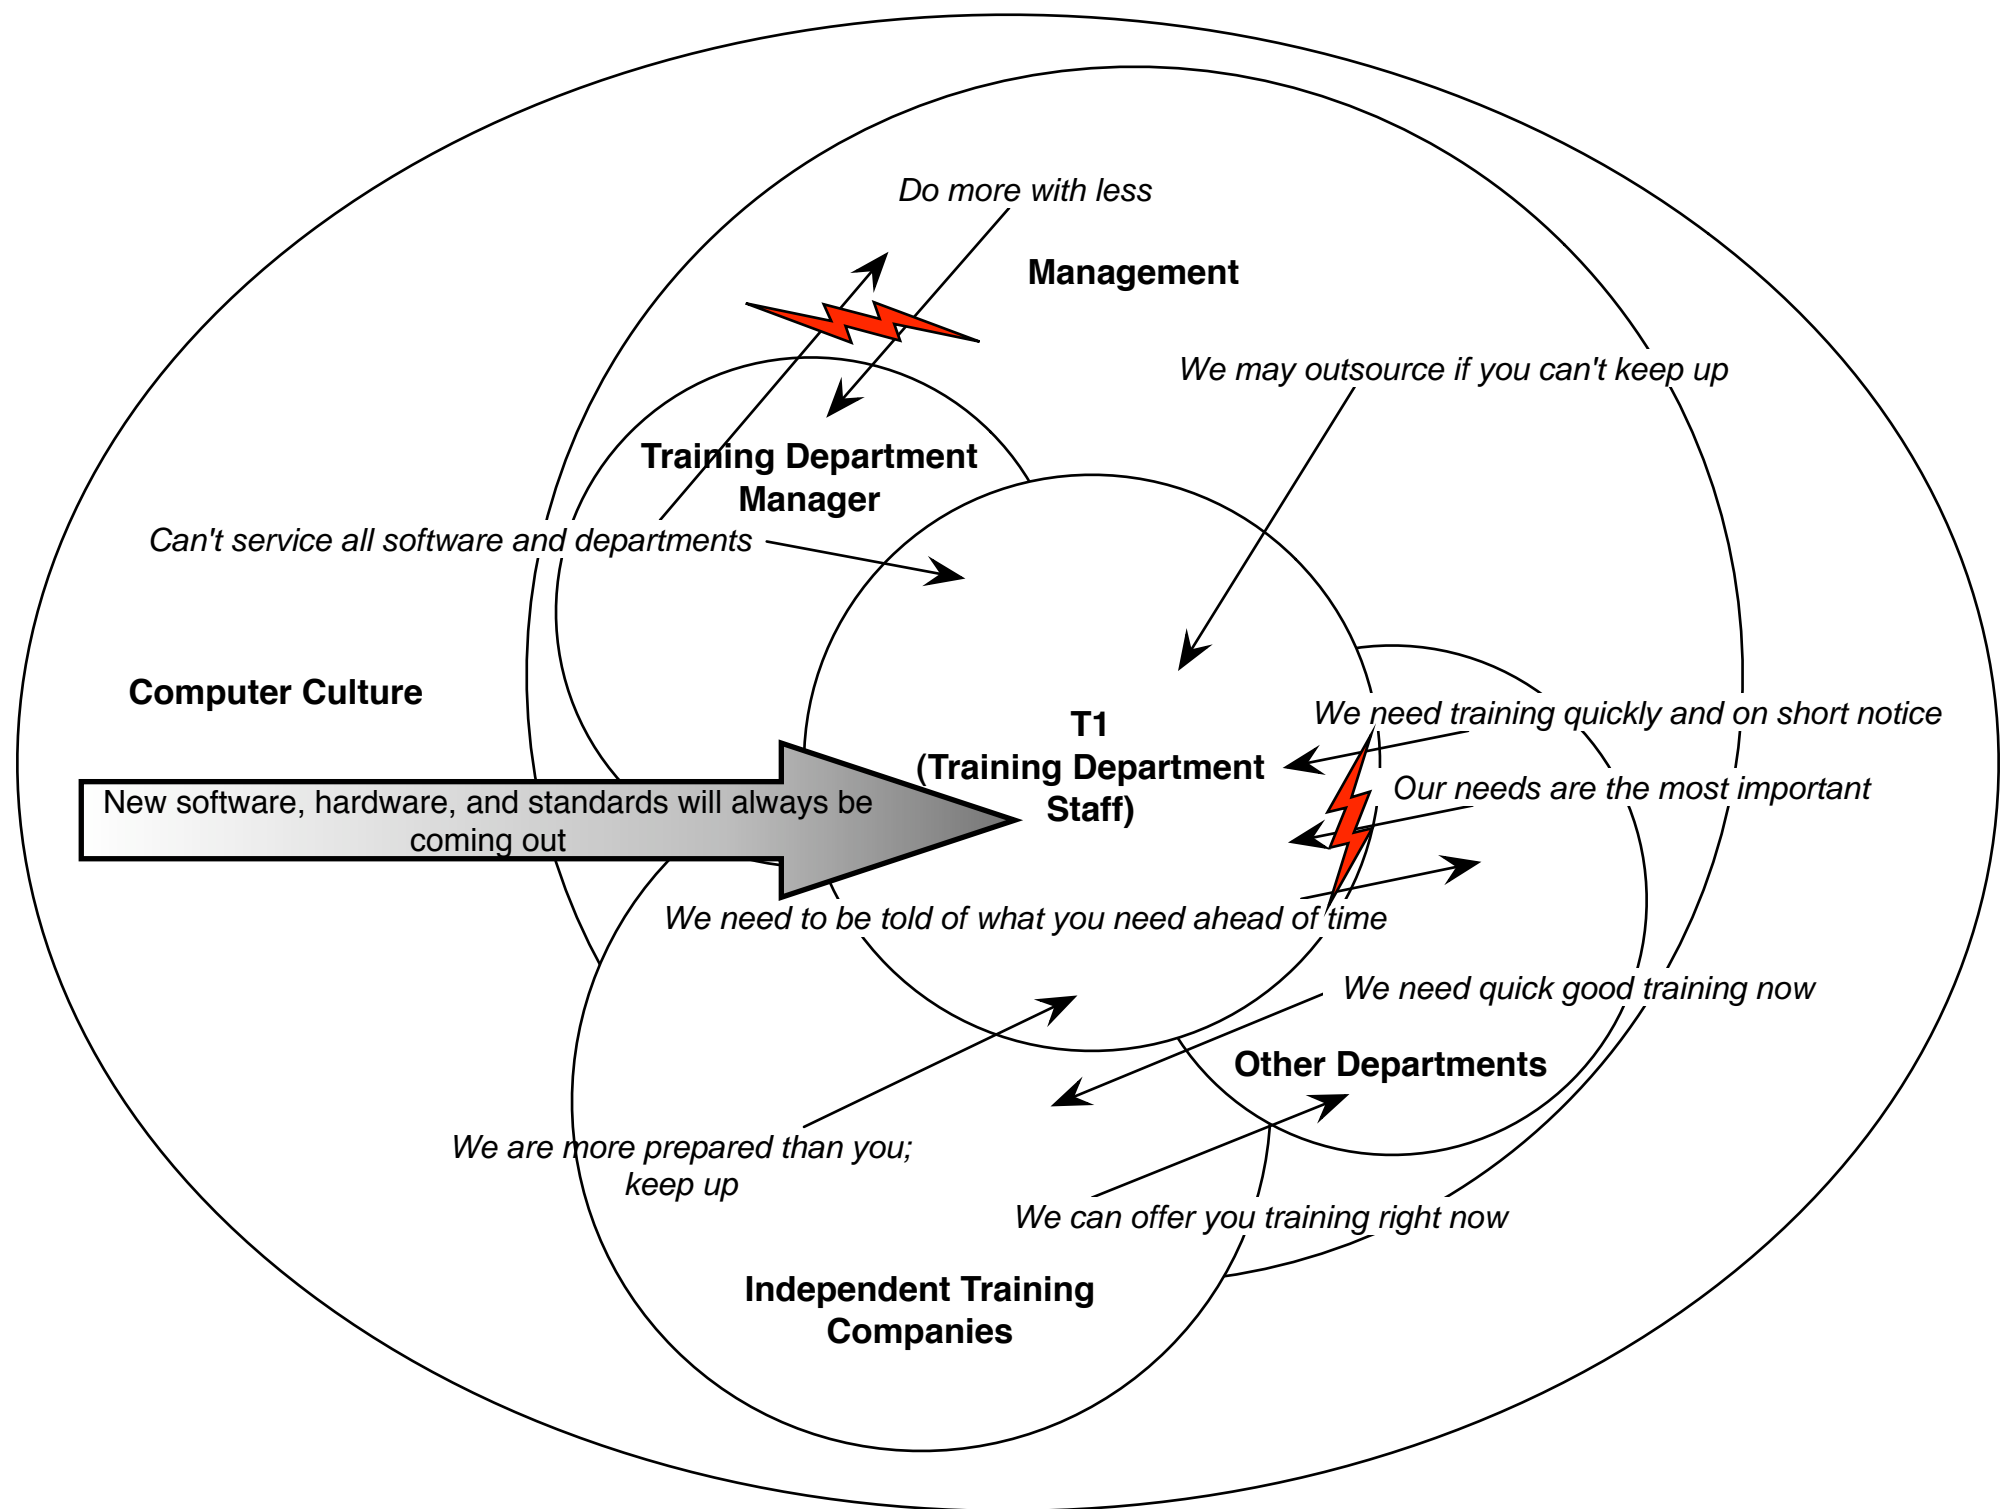 Do more with less
Management
We may outsource if you can't keep up
Training Department
Manager
Can't service all software and departments
Computer Culture
T1
(Training Department
Staff)
We need training quickly and on short notice
Our needs are the most important
New software, hardware, and standards will always be
coming out
We need to be told of what you need ahead of time
We need quick good training now
Other Departments
We are more prepared than you;
keep up
We can offer you training right now
Independent Training
Companies